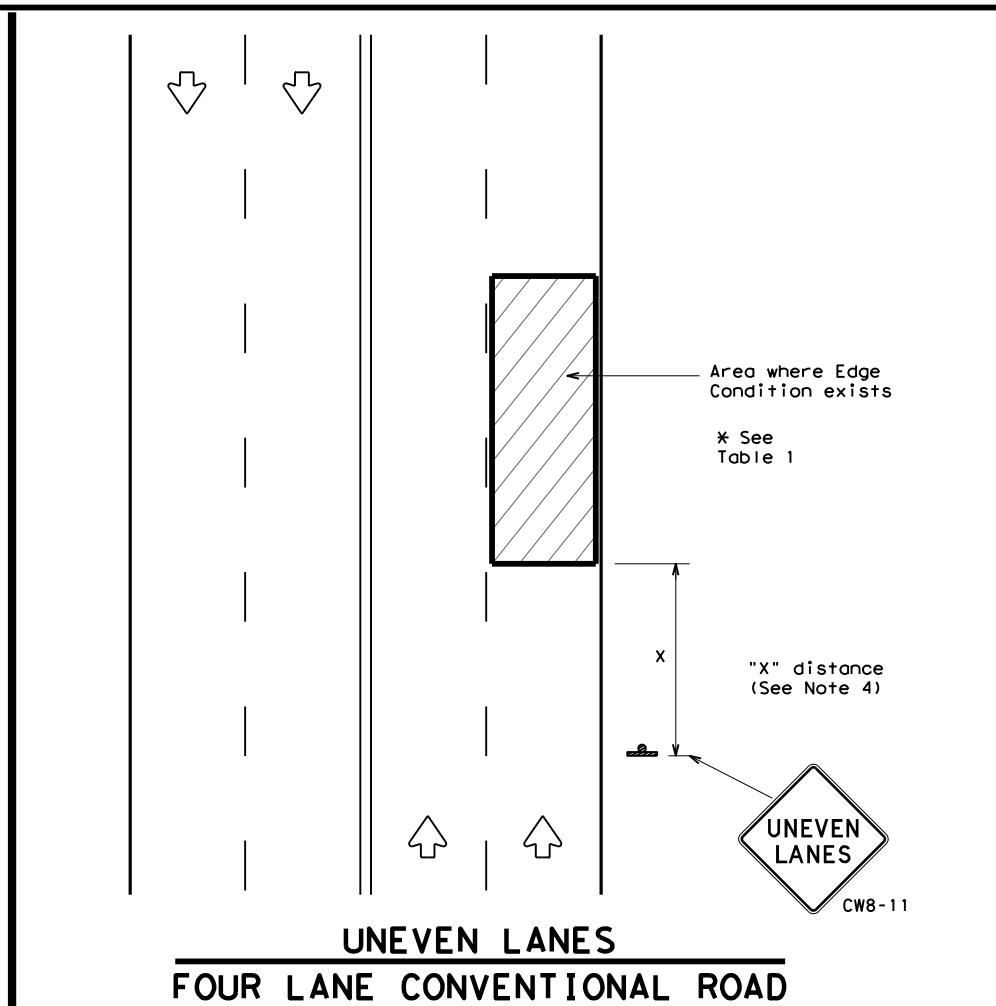 Area where Edge
Condition exists
* See
Table 1
X
"X" distance
(See Note 4)
UNEVEN
LANES
CW8-11
UNEVEN LANES
FOUR LANE CONVENTIONAL ROAD